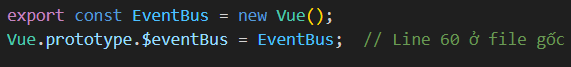 export const EventBus = new Vue();
Vue.prototype.$eventBus = EventBus;  // Line 60 ở file gốc